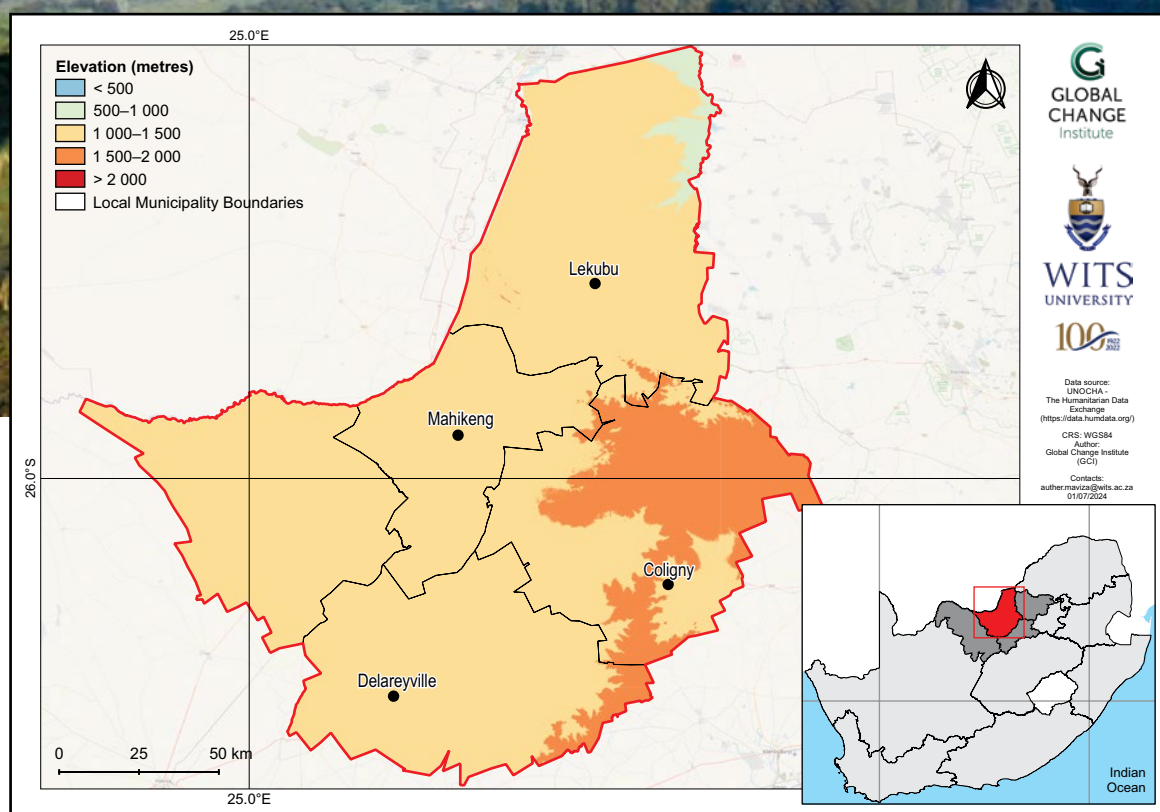 25.0°E
Elevation (metres)
< 500
500–1 000
1 000–1 500
1 500–2 000
> 2 000
Local Municipality Boundaries
Lekubu
Mahikeng
26.0°S
Coligny
Delareyville
0 25 50 km
25.0°E
GLOBAL
CHANGE
Institute
WITS
UNIVERSITY
100 1922
2022
Data source:
UNOCHA -
The Humanitarian Data
Exchange
(https://data.humdata.org/)
CRS: WGS84
Author:
Global Change Institute
(GCI)
Contacts:
auther.maviza@wits.ac.za
01/07/2024
Indian
Ocean